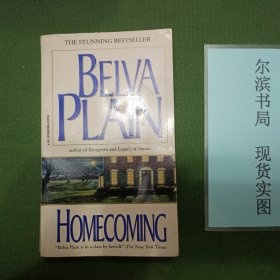 THE STUNNING BESTSELLER
BELVA
PLAIN
author of Evergreen and Legacy of Silence
HOMECOMING
"Belva Plain is in a class by herself."–The New York Times
尔滨书局
现货实图